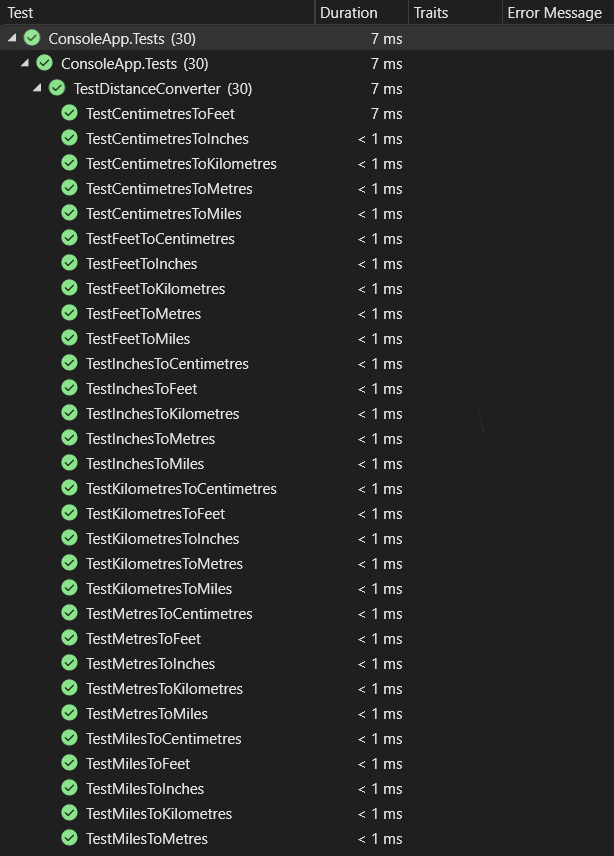 Test Duration Traits Error Message
ConsoleApp.Tests (30) 7 ms
ConsoleApp.Tests (30) 7 ms
TestDistanceConverter (30) 7 ms
TestCentimetresToFeet 7 ms
TestCentimetresToInches < 1 ms
TestCentimetresToKilometres < 1 ms
TestCentimetresToMetres < 1 ms
TestCentimetresToMiles < 1 ms
TestFeetToCentimetres < 1 ms
TestFeetToInches < 1 ms
TestFeetToKilometres < 1 ms
TestFeetToMetres < 1 ms
TestFeetToMiles < 1 ms
TestInchesToCentimetres < 1 ms
TestInchesToFeet < 1 ms
TestInchesToKilometres < 1 ms
TestInchesToMetres < 1 ms
TestInchesToMiles < 1 ms
TestKilometresToCentimetres < 1 ms
TestKilometresToFeet < 1 ms
TestKilometresToInches < 1 ms
TestKilometresToMetres < 1 ms
TestKilometresToMiles < 1 ms
TestMetresToCentimetres < 1 ms
TestMetresToFeet < 1 ms
TestMetresToInches < 1 ms
TestMetresToKilometres < 1 ms
TestMetresToMiles < 1 ms
TestMilesToCentimetres < 1 ms
TestMilesToFeet < 1 ms
TestMilesToInches < 1 ms
TestMilesToKilometres < 1 ms
TestMilesToMetres < 1 ms